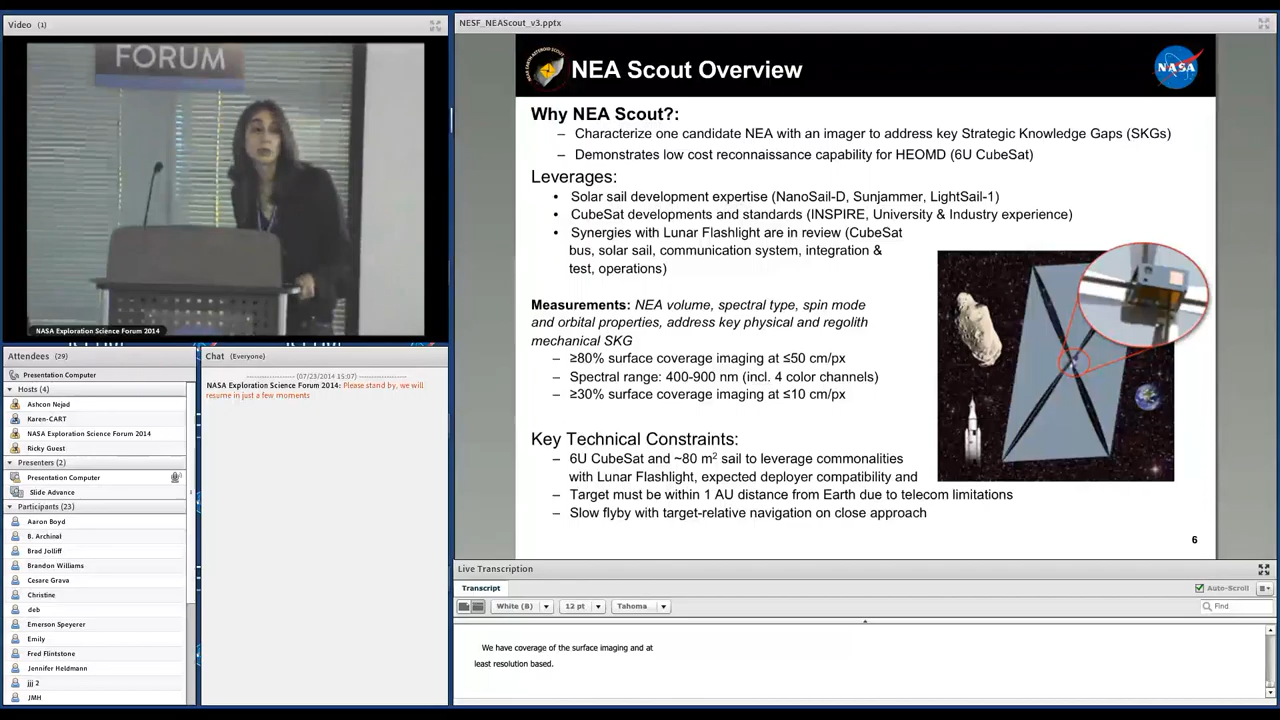 Video (1)
FORUM
NASA Exploration Science Forum 2014
Attendees (29)
Presentation Computer
Hosts (4)
Ashcon Nejad
Karen-CART
NASA Exploration Science Forum 2014
Ricky Guest
Presenters (2)
Presentation Computer
Slide Advance
Participants (23)
Aaron Boyd
B. Archinal
Brad Jolliff
Brandon Williams
Cesare Grava
Christine
deb
Emerson Speyerer
Emily
Fred Flintstone
Jennifer Heldmann
jjj 2
JMH
Chat (Everyone)
(07/23/2014 15:07)
NASA Exploration Science Forum 2014: Please stand by, we will
resume in just a few moments
NESF_NEAScout_v3.pptx
NEA Scout Overview
NASA
Why NEA Scout?:
– Characterize one candidate NEA with an imager to address key Strategic Knowledge Gaps (SKGs)
– Demonstrates low cost reconnaissance capability for HEOMD (6U CubeSat)
Leverages:
• Solar sail development expertise (NanoSail-D, Sunjammer, LightSail-1)
• CubeSat developments and standards (INSPIRE, University & Industry experience)
• Synergies with Lunar Flashlight are in review (CubeSat
bus, solar sail, communication system, integration &
test, operations)
Measurements: NEA volume, spectral type, spin mode
and orbital properties, address key physical and regolith
mechanical SKG
– ≥80% surface coverage imaging at ≤50 cm/px
– Spectral range: 400-900 nm (incl. 4 color channels)
– ≥30% surface coverage imaging at ≤10 cm/px
Key Technical Constraints:
– 6U CubeSat and ~80 m² sail to leverage commonalities
with Lunar Flashlight, expected deployer compatibility and
– Target must be within 1 AU distance from Earth due to telecom limitations
– Slow flyby with target-relative navigation on close approach
6
Live Transcription
Transcript
Auto-Scroll
White (B)
12 pt
Tahoma
Find
We have coverage of the surface imaging and at
least resolution based.